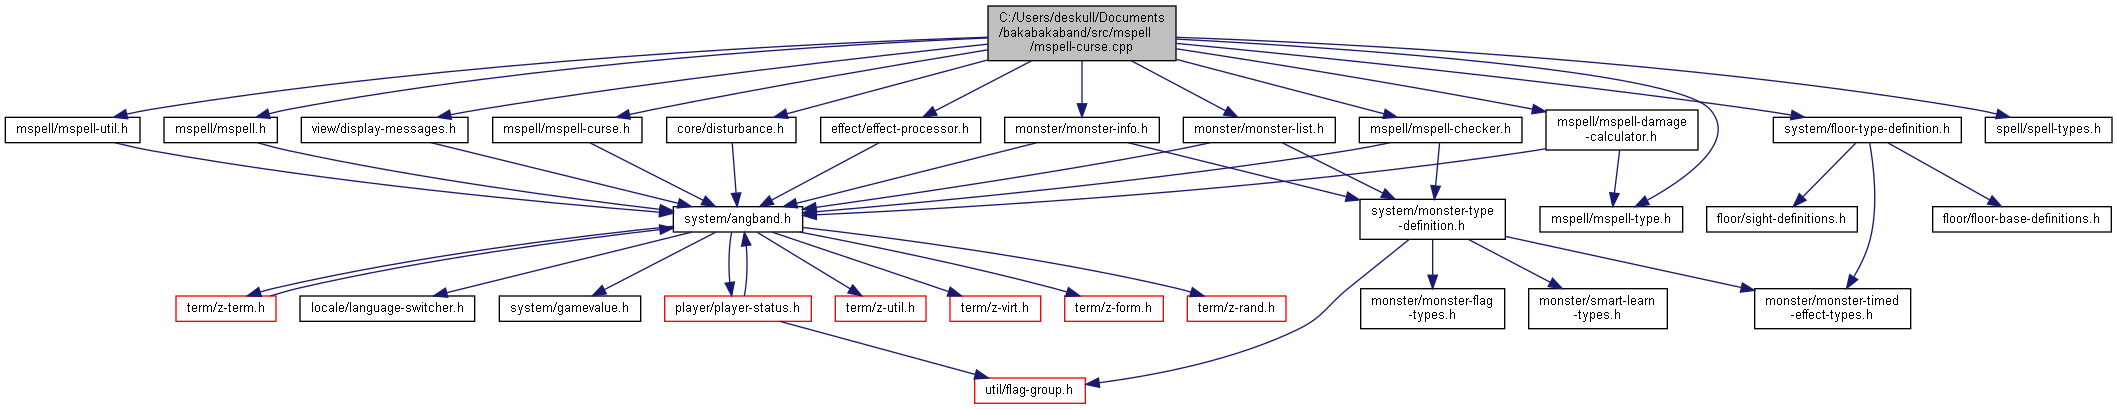 C:/Users/deskull/Documents
/bakabakaband/src/mspell
/mspell-curse.cpp
mspell/mspell-util.h
mspell/mspell.h
view/display-messages.h
mspell/mspell-curse.h
core/disturbance.h
effect/effect-processor.h
monster/monster-info.h
monster/monster-list.h
mspell/mspell-checker.h
mspell/mspell-damage
-calculator.h
system/floor-type-definition.h
spell/spell-types.h
system/angband.h
system/monster-type
-definition.h
mspell/mspell-type.h
floor/sight-definitions.h
floor/floor-base-definitions.h
term/z-term.h
locale/language-switcher.h
system/gamevalue.h
player/player-status.h
term/z-util.h
term/z-virt.h
term/z-form.h
term/z-rand.h
monster/monster-flag
-types.h
monster/smart-learn
-types.h
monster/monster-timed
-effect-types.h
util/flag-group.h